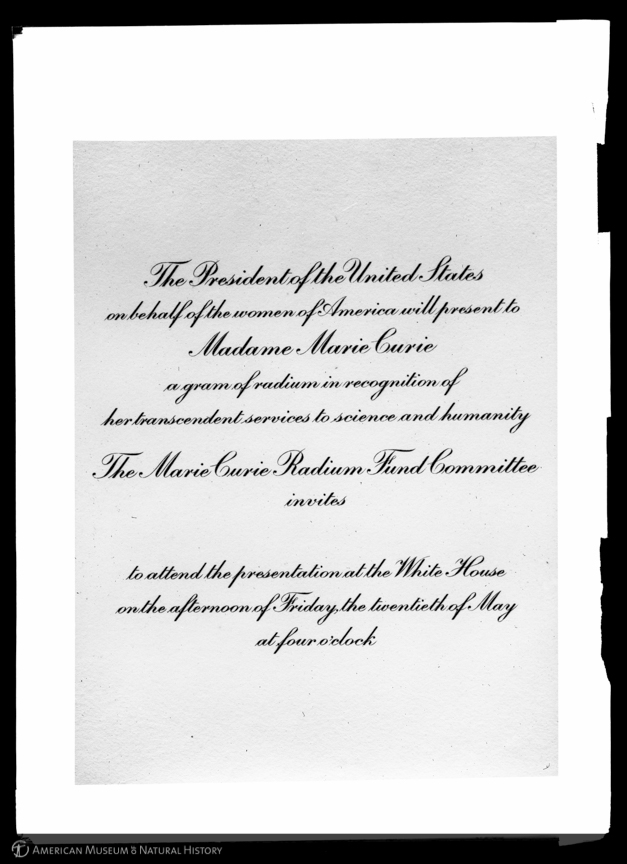 The President of the United States
on behalf of the women of America will present to
Madame Marie Curie
a gram of radium in recognition of
her transcendent services to science and humanity
The Marie Curie Radium Fund Committee
invites
to attend the presentation at the White House
on the afternoon of Friday, the twentieth of May
at four o'clock
American Museum & Natural History